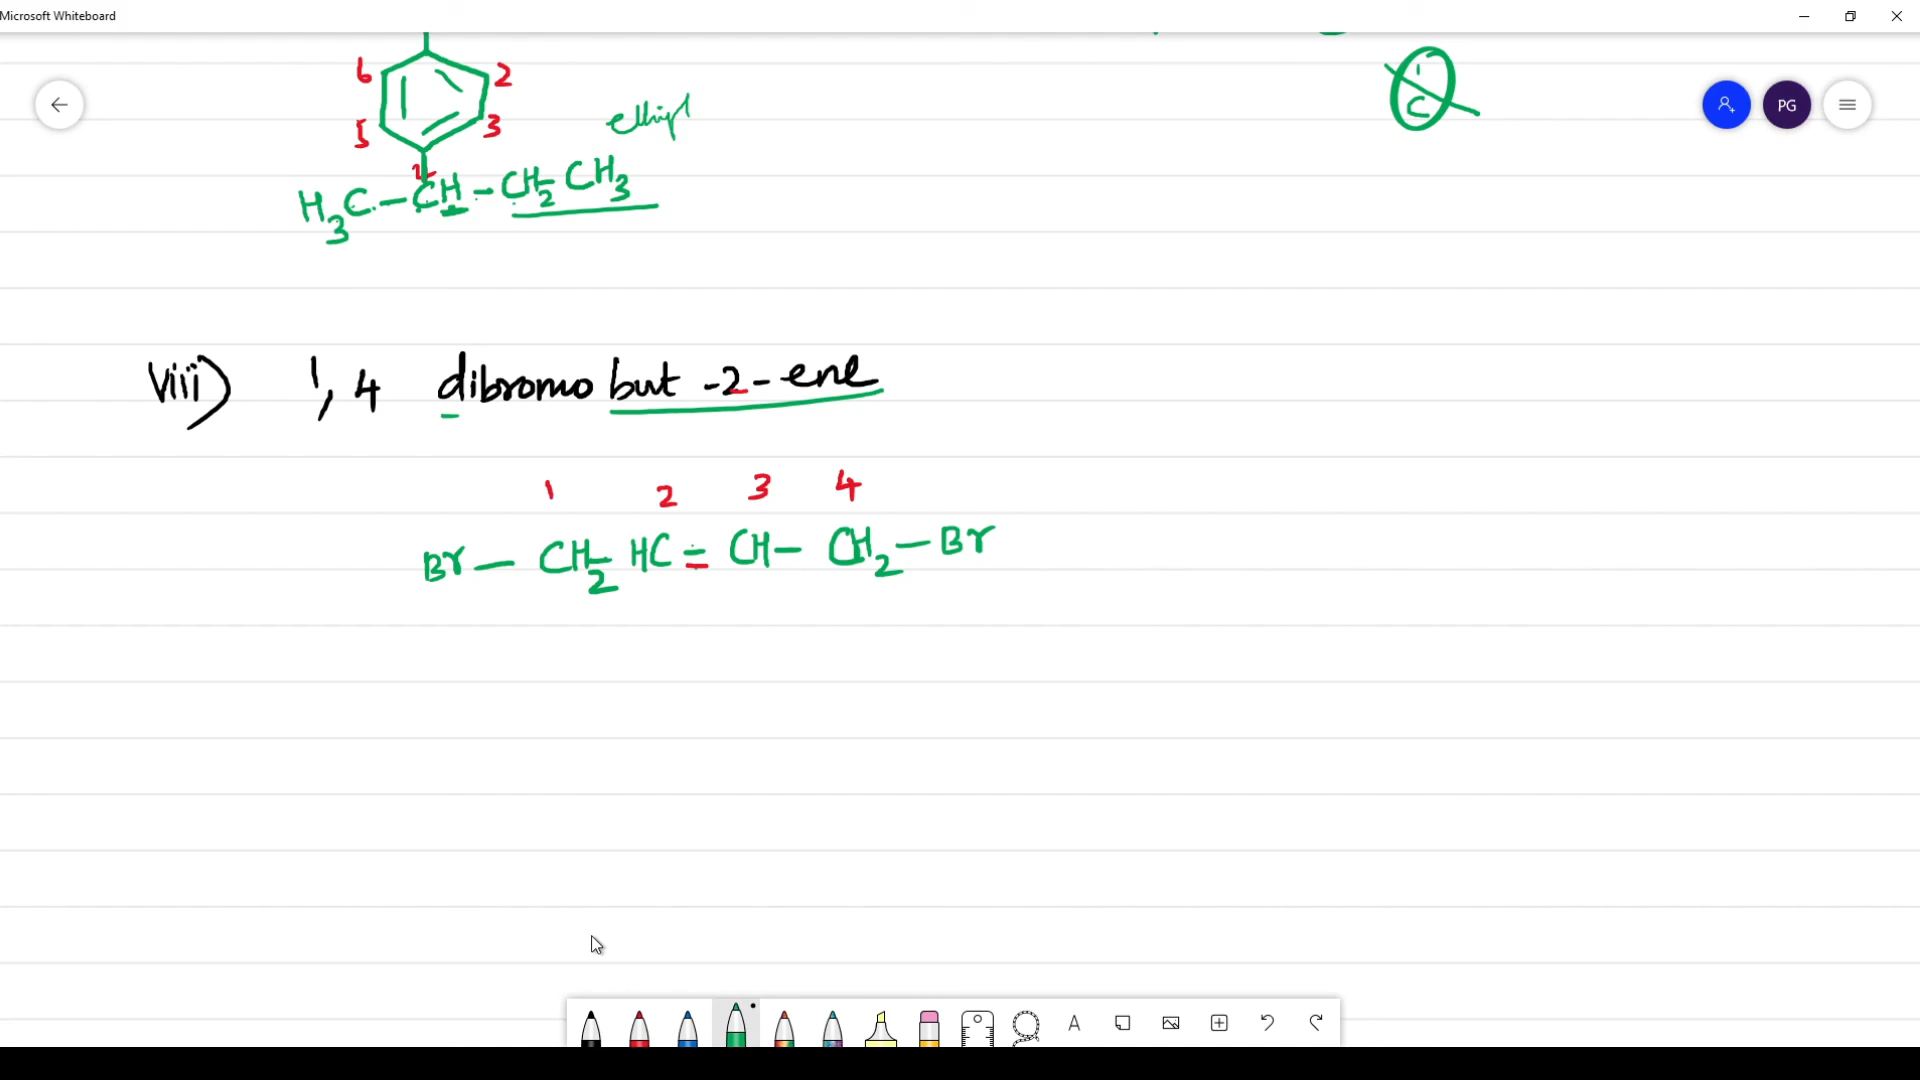 Microsoft Whiteboard
6 2
5 3
ethyl
H3C-CH-CH2CH3
C
PG
viii) 1,4 dibromo but-2-ene
1 2 3 4
Br-CH2-HC=CH-CH2-Br